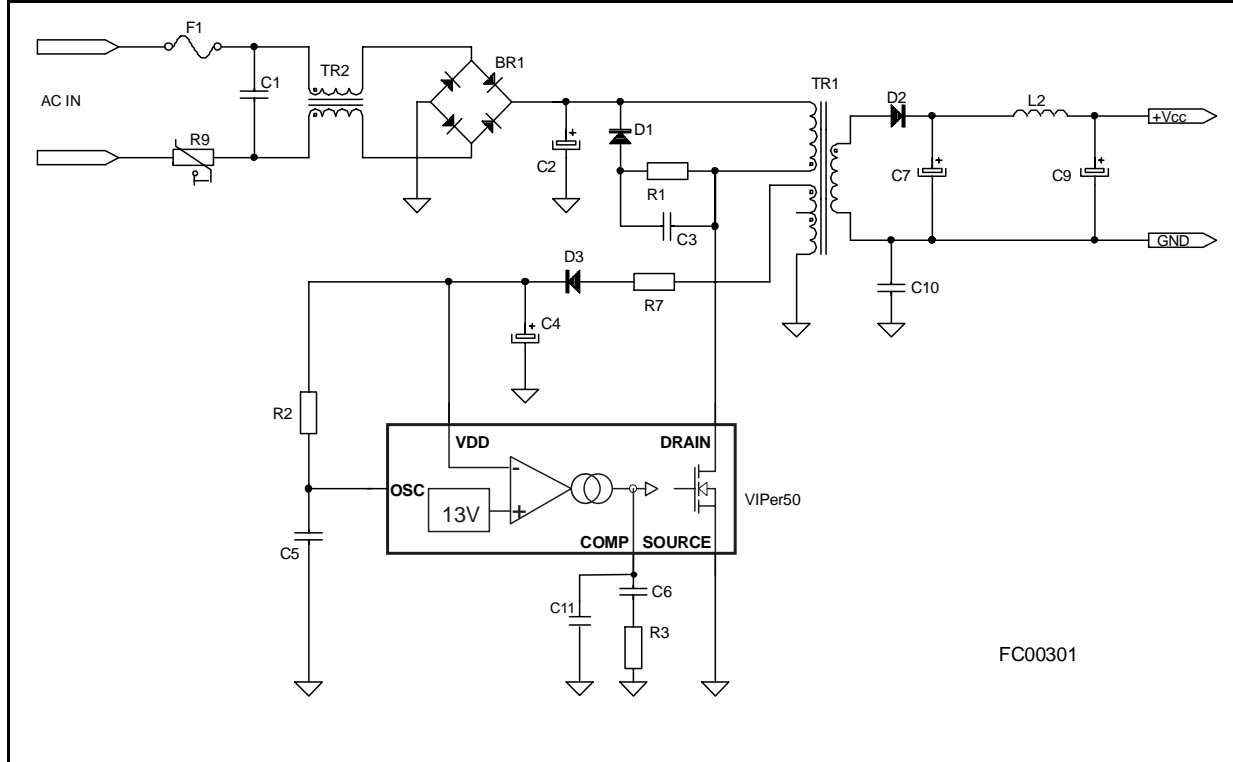 F1
BR1
TR2
C1
TR1
D2
L2
+Vcc
AC IN
D1
C2
R9
R1
C7
C9
C3
GND
D3
R7
C10
C4
R2
VDD
DRAIN
OSC
-
13V
+
VIPer50
COMP
SOURCE
C5
C6
C11
R3
FC00301